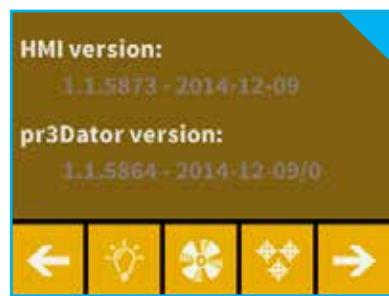 HMI version:
1.1.5873 - 2014-12-09
pr3Dator version:
1.1.5864 - 2014-12-09/0